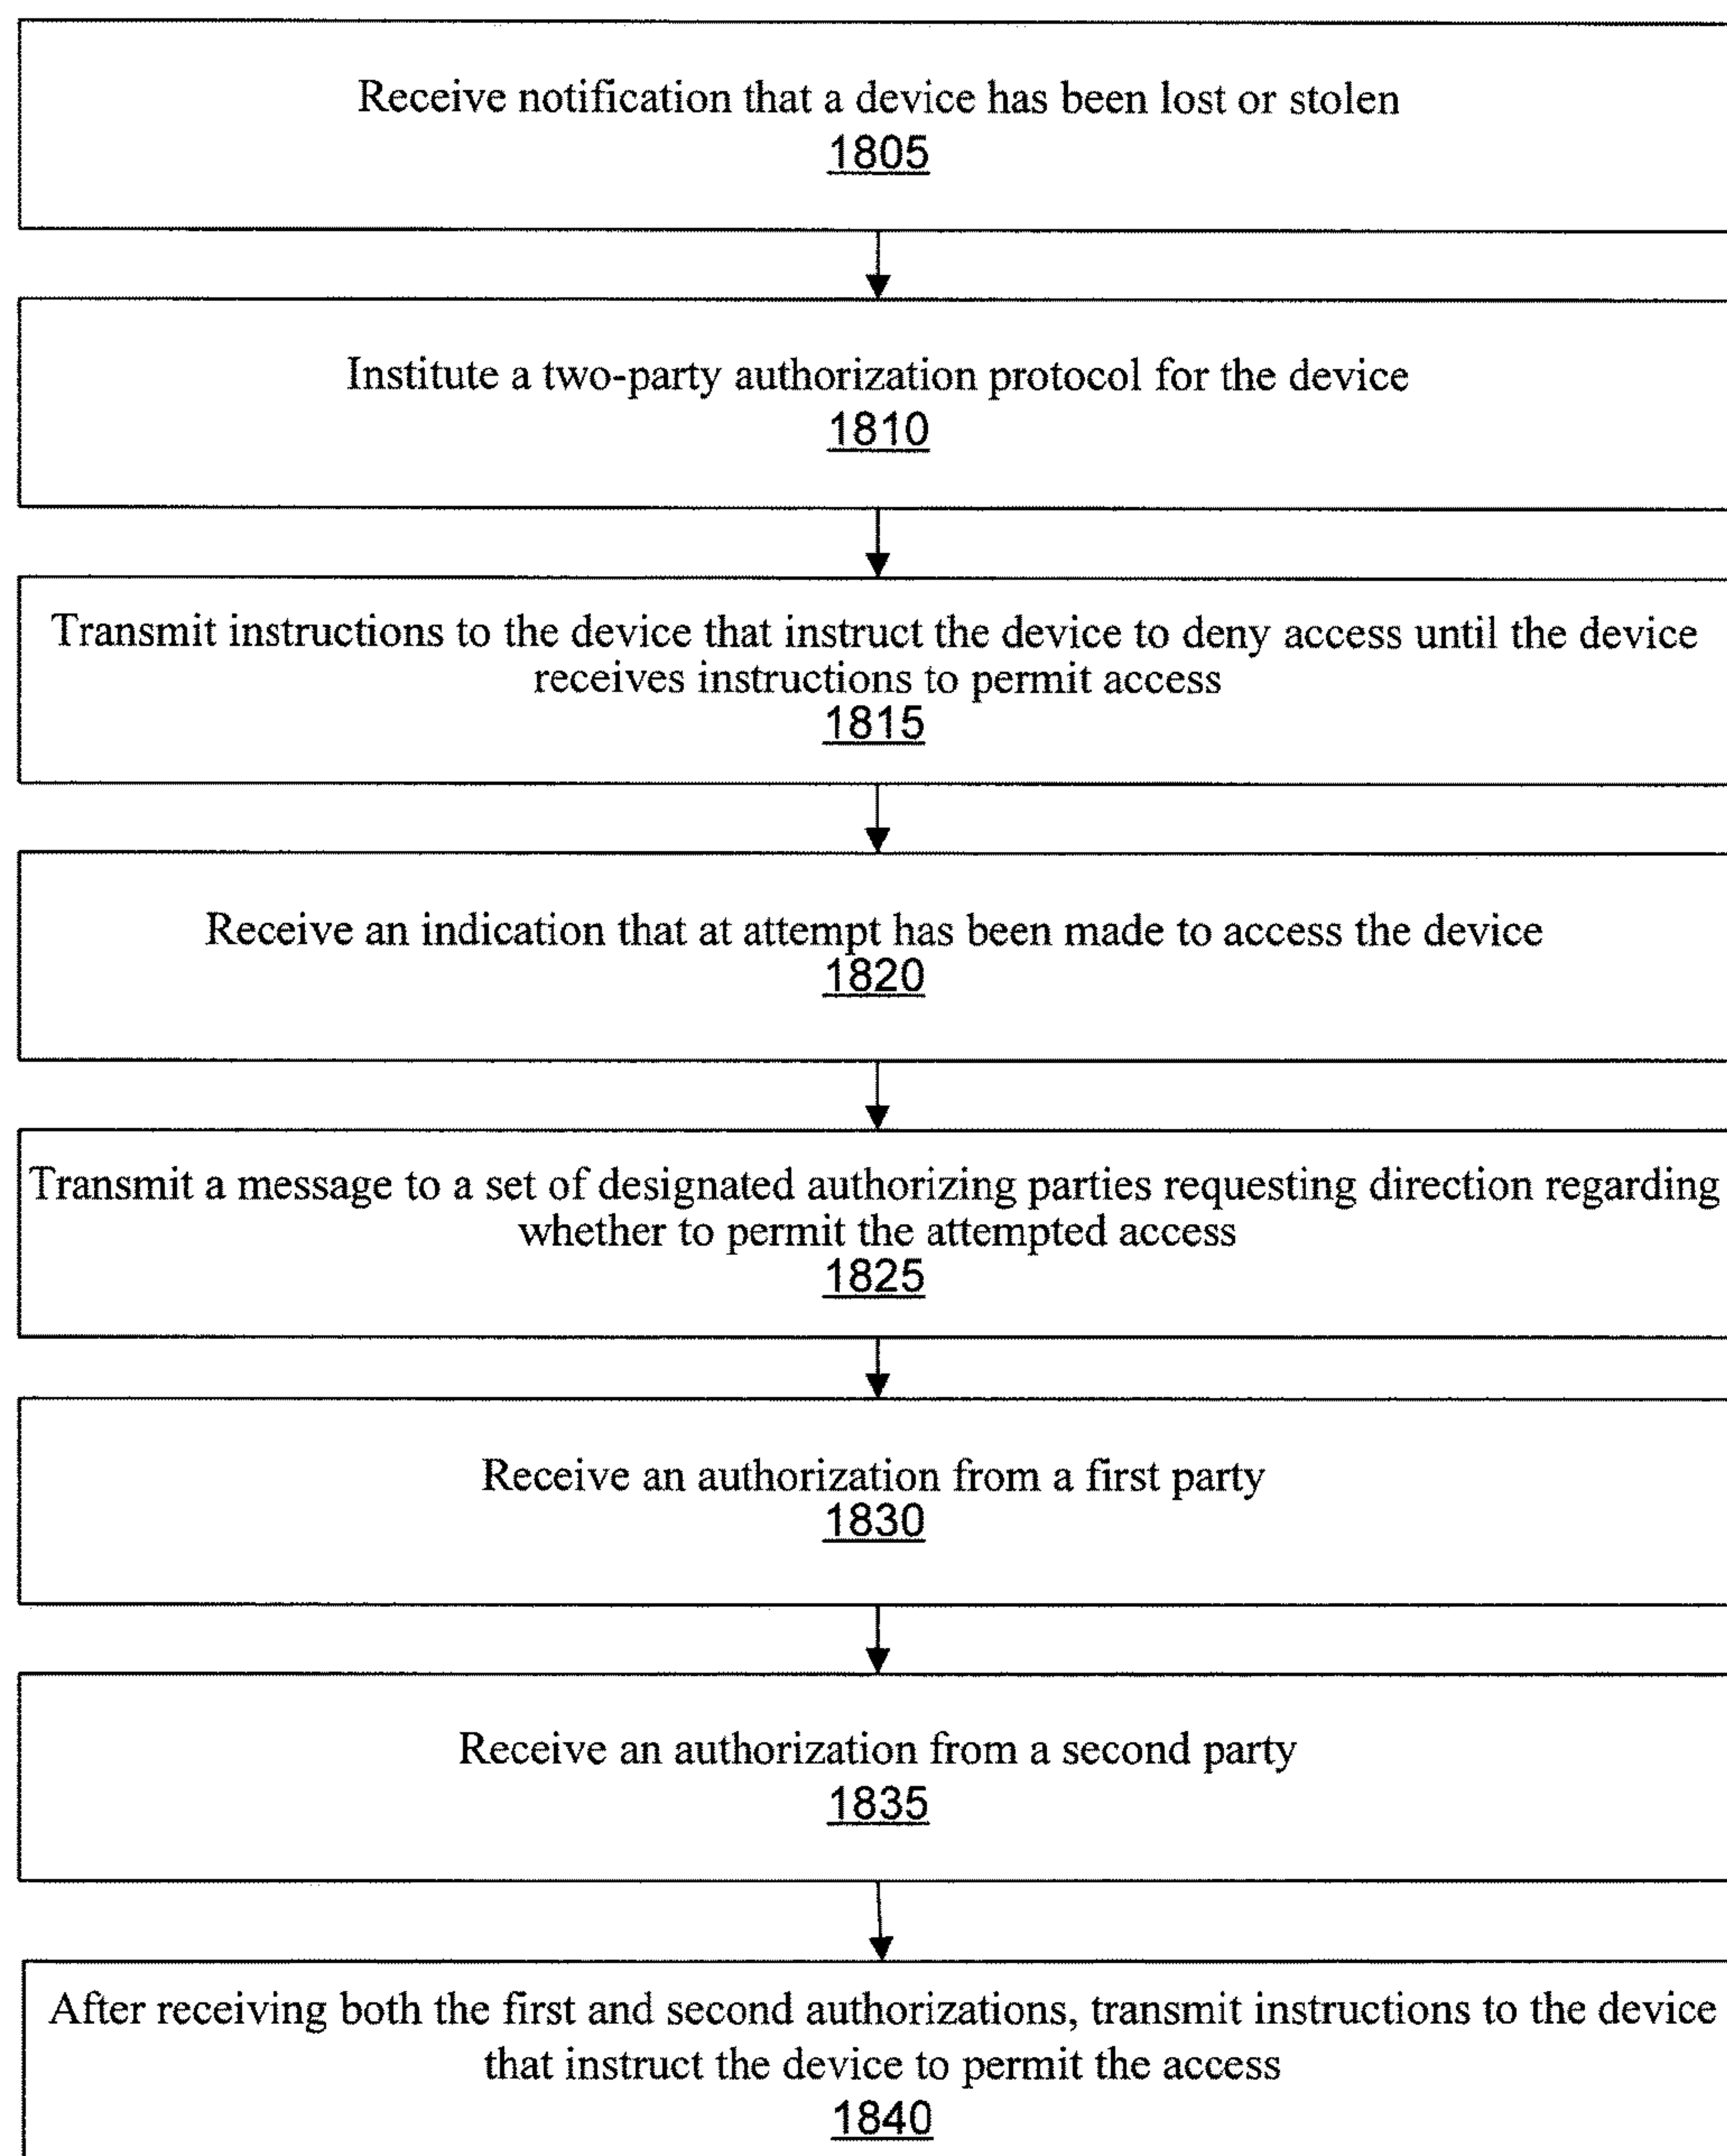 Receive notification that a device has been lost or stolen
1805
Institute a two-party authorization protocol for the device
1810
Transmit instructions to the device that instruct the device to deny access until the device
receives instructions to permit access
1815
Receive an indication that at attempt has been made to access the device
1820
Transmit a message to a set of designated authorizing parties requesting direction regarding
whether to permit the attempted access
1825
Receive an authorization from a first party
1830
Receive an authorization from a second party
1835
After receiving both the first and second authorizations, transmit instructions to the device
that instruct the device to permit the access
1840